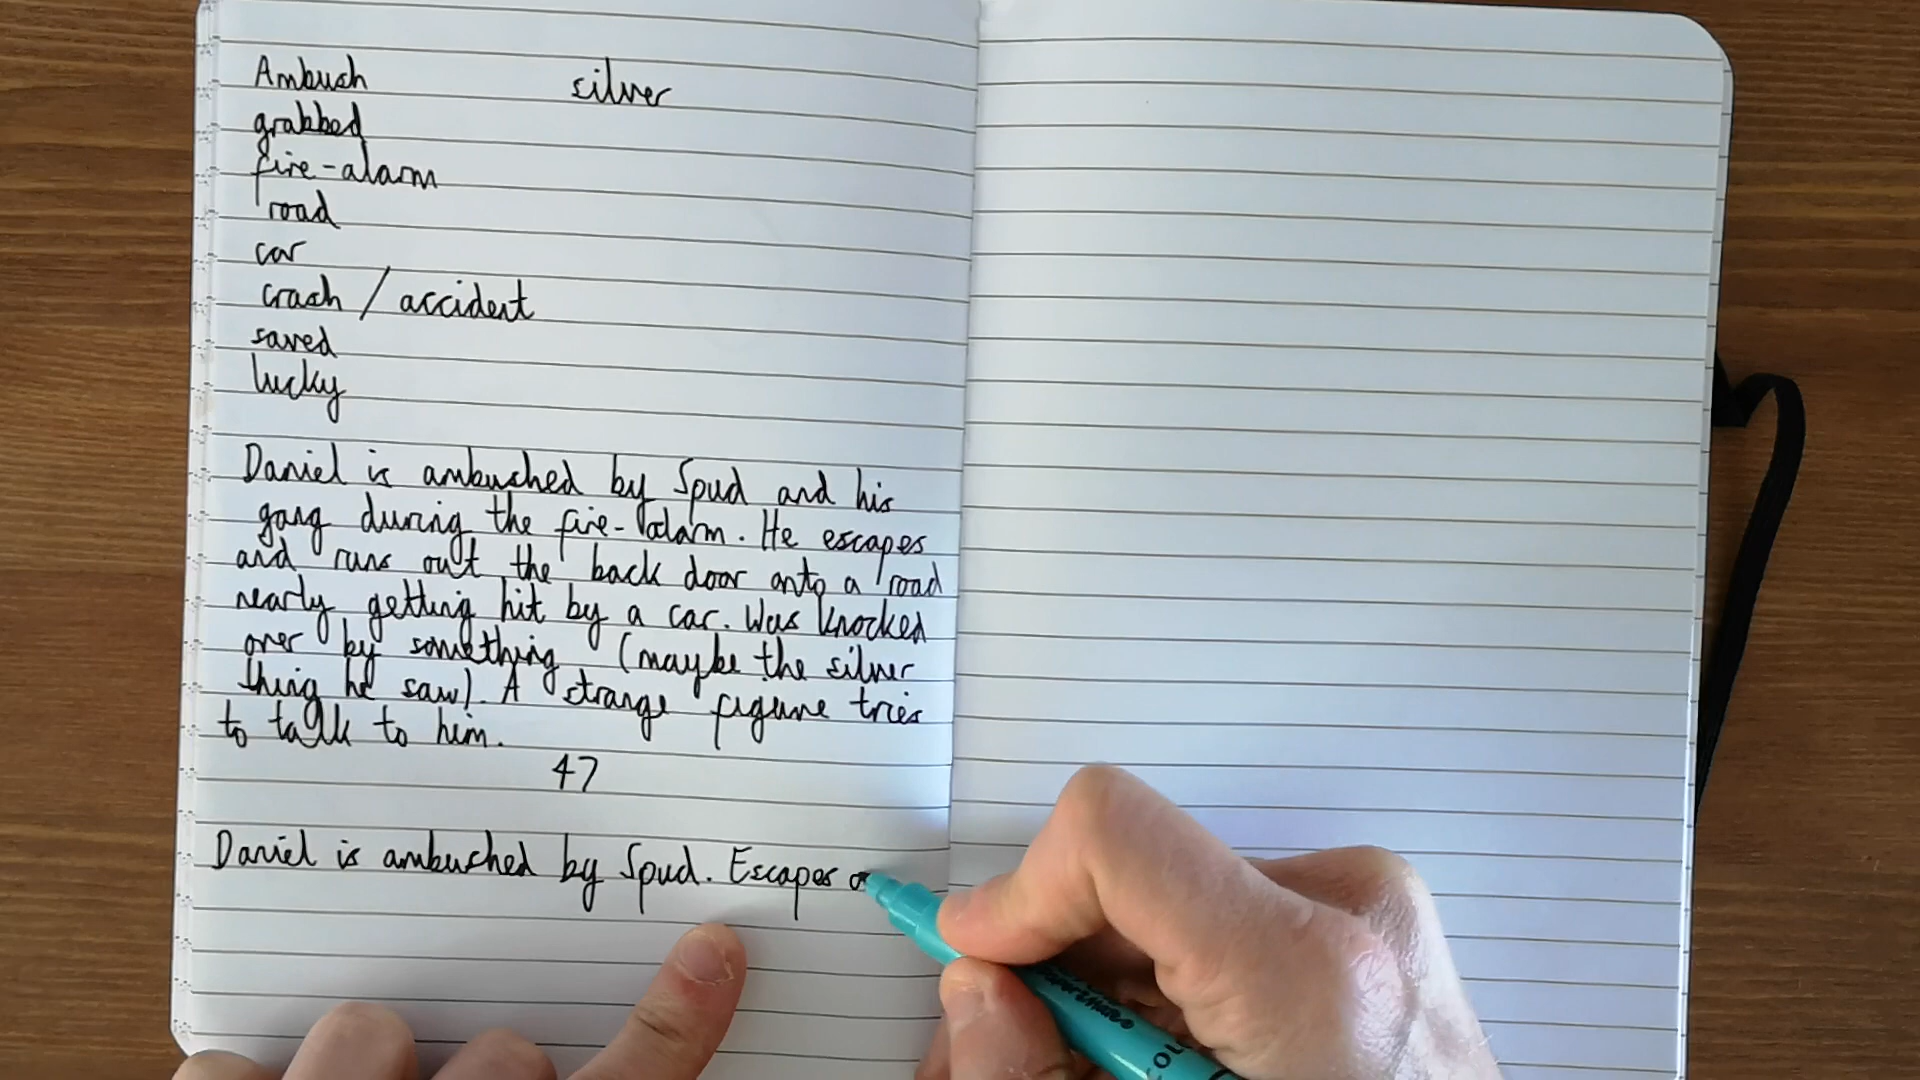 Ambush silver
grabbed
fire-alarm
road
car
crash / accident
saved
lucky
Daniel is ambushed by Spud and his
gang during the fire-alarm. He escapes
and runs out the back door onto a road
nearly getting hit by a car. Was knocked
over by something (maybe the silver
thing he saw). A strange figure tries
to talk to him.
47
Daniel is ambushed by Spud. Escapes